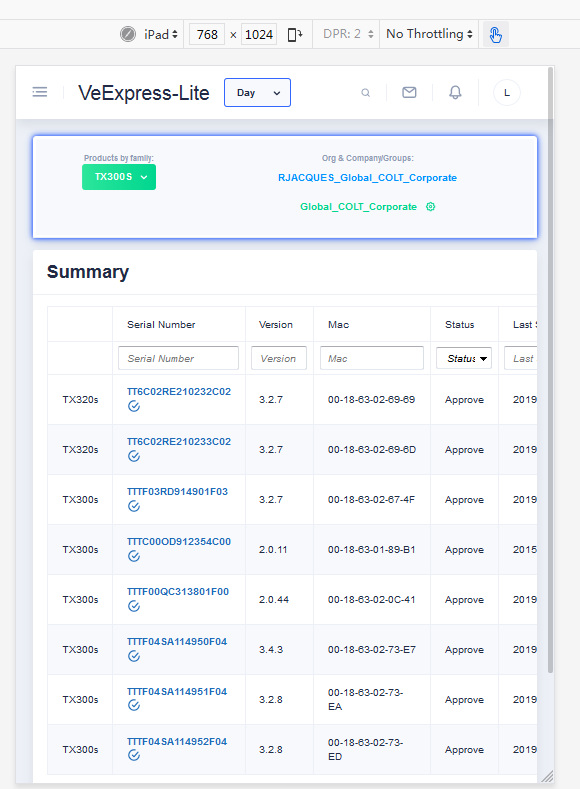 iPad 768 × 1024 DPR: 2 No Throttling
VeExpress-Lite Day L
Products by family: Org & Company/Groups:
TX300S RJACQUES_Global_COLT_Corporate
Global_COLT_Corporate
Summary
Serial Number Version Mac Status Last S
Serial Number Version Mac Status Last
TX320s TT6C02RE210232C02 3.2.7 00-18-63-02-69-69 Approve 2019
TX320s TT6C02RE210233C02 3.2.7 00-18-63-02-69-6D Approve 2019
TX300s TTTF03RD914901F03 3.2.7 00-18-63-02-67-4F Approve 2019
TX300s TTTC00OD912354C00 2.0.11 00-18-63-01-89-B1 Approve 2015
TX300s TTTF00QC313801F00 2.0.44 00-18-63-02-0C-41 Approve 2019
TX300s TTTF04SA114950F04 3.4.3 00-18-63-02-73-E7 Approve 2019
TX300s TTTF04SA114951F04 3.2.8 00-18-63-02-73-
EA Approve 2019
TX300s TTTF04SA114952F04 3.2.8 00-18-63-02-73-
ED Approve 2019